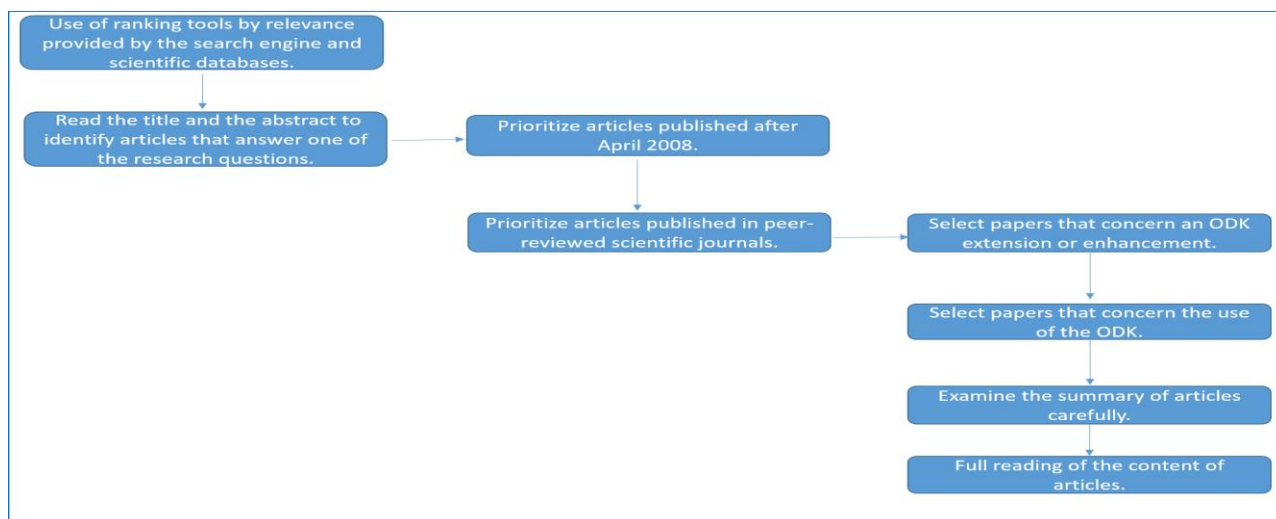 Use of ranking tools by relevance
provided by the search engine and
scientific databases.
Read the title and the abstract to
identify articles that answer one of
the research questions.
Prioritize articles published after
April 2008.
Prioritize articles published in peer-
reviewed scientific journals.
Select papers that concern an ODK
extension or enhancement.
Select papers that concern the use
of the ODK.
Examine the summary of articles
carefully.
Full reading of the content of
articles.